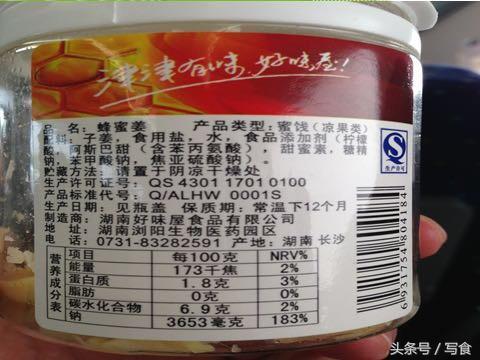 津津有味 好味屋！
品名：蜂蜜姜 产品类型：蜜饯（凉果类）
配料：子姜，食用盐，水，食品添加剂（柠檬
酸，阿斯巴甜（含苯丙氨酸），甜蜜素，糖精
钠，苯甲酸钠，焦亚硫酸钠）。
贮藏方法：请置于阴凉干燥处
生产许可证号：QS 4301 1701 0100
产品标准代号：Q/ALHW 0001S
生产日期：见瓶盖 保质期：常温下12个月
制造商：湖南好味屋食品有限公司
地址：湖南浏阳生物医药园区
电话：0731-83282591 产地：湖南 长沙
QS
生产许可
6 931754 804184
营养成分表
项目 每100克 NRV%
能量 173千焦 2%
蛋白质 1.8克 3%
脂肪 0克 0%
碳水化合物 6.9克 2%
钠 3653毫克 183%
头条号 / 写食